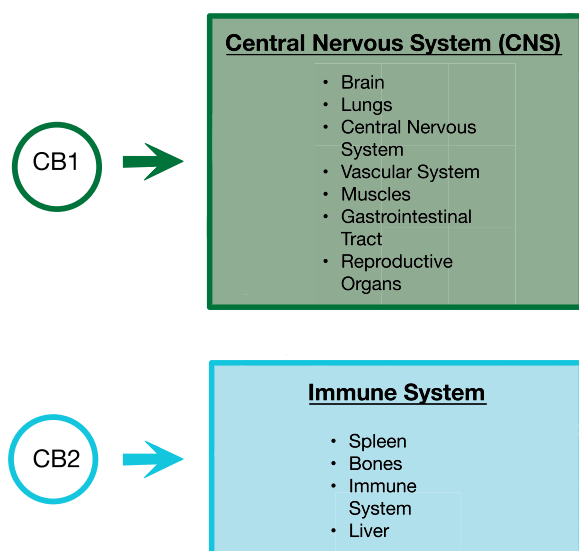 Central Nervous System (CNS)
• Brain
• Lungs
• Central Nervous
System
• Vascular System
• Muscles
• Gastrointestinal
Tract
• Reproductive
Organs
CB1
Immune System
• Spleen
• Bones
• Immune
System
• Liver
CB2